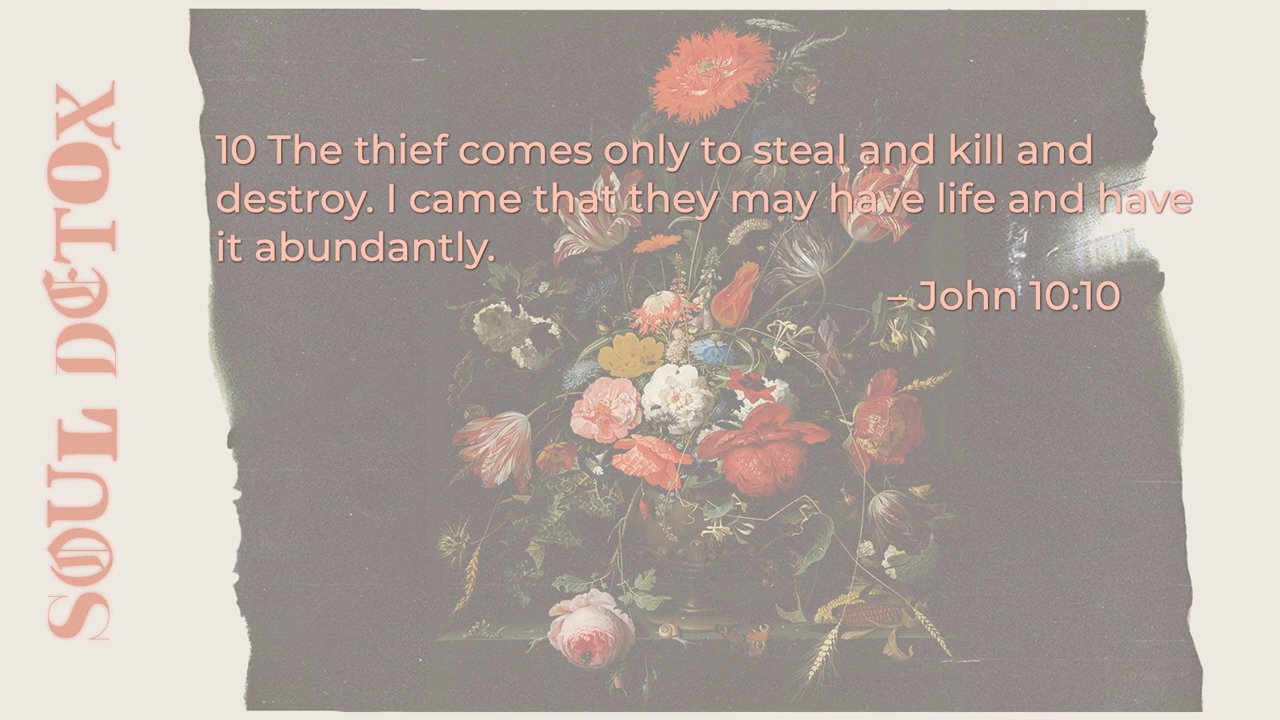 SOUL DETOX
10 The thief comes only to steal and kill and
destroy. I came that they may have life and have
it abundantly.
– John 10:10